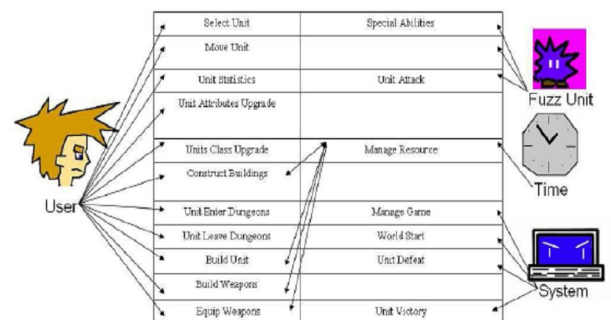 Select Unit Special Abilities
Move Unit
Unit Statistics Unit Attack
Unit Attributes Upgrade
Fuzz Unit
Units Class Upgrade Manage Resource
Construct Buildings
Time
User
Unit Enter Dungeons Manage Game
Unit Leave Dungeons World Start
Build Unit Unit Defeat
Build Weapons
System
Equip Weapons Unit Victory